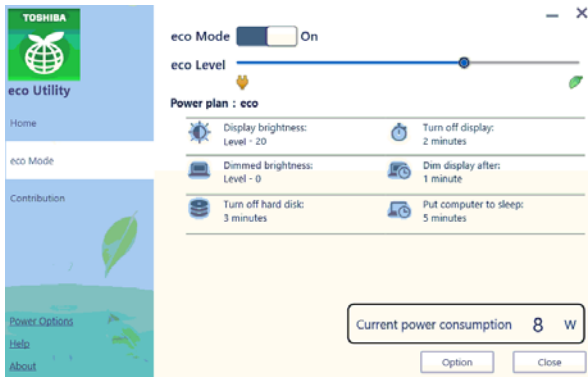 TOSHIBA
eco Utility
Home
eco Mode
Contribution
Power Options
Help
About
eco Mode On
eco Level
Power plan : eco
Display brightness:
Level - 20
Turn off display:
2 minutes
Dimmed brightness:
Level - 0
Dim display after:
1 minute
Turn off hard disk:
3 minutes
Put computer to sleep:
5 minutes
Current power consumption 8 W
Option Close